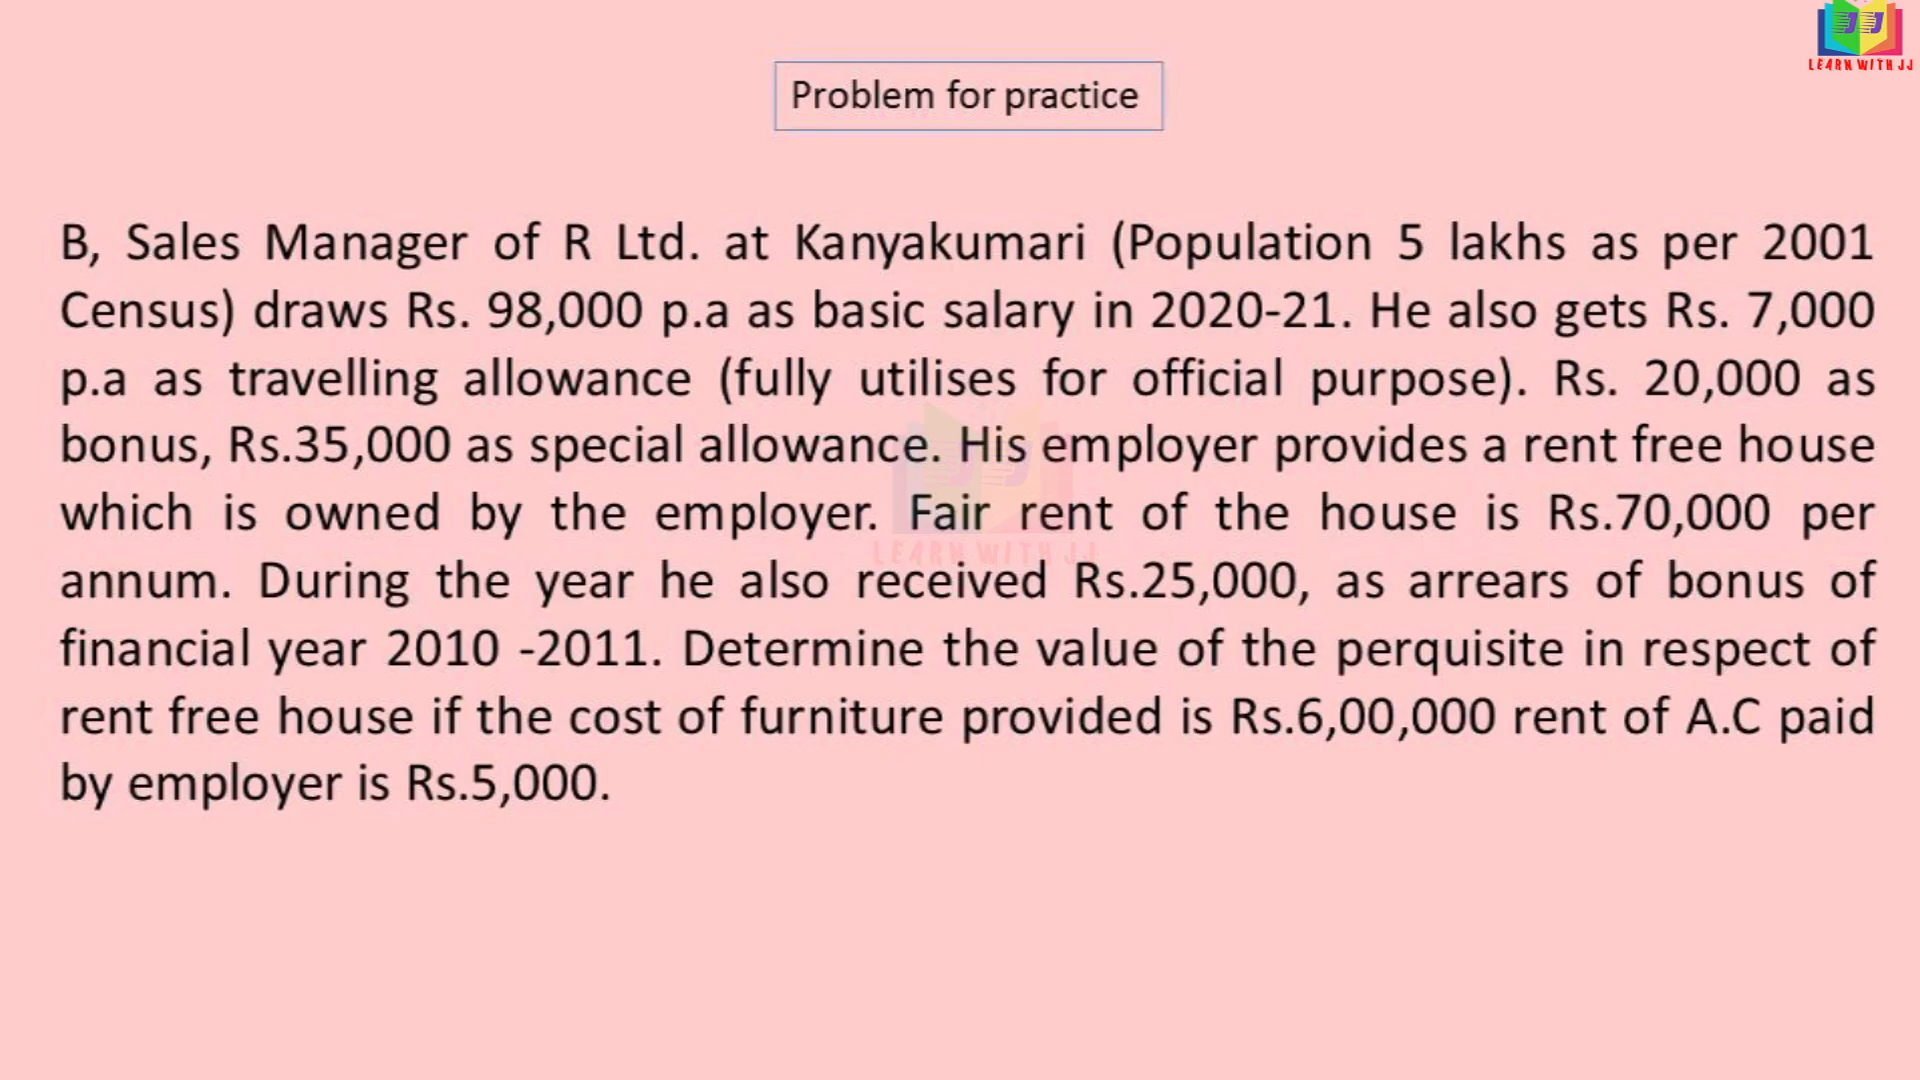 LEARN WITH JJ
Problem for practice
B, Sales Manager of R Ltd. at Kanyakumari (Population 5 lakhs as per 2001
Census) draws Rs. 98,000 p.a as basic salary in 2020-21. He also gets Rs. 7,000
p.a as travelling allowance (fully utilises for official purpose). Rs. 20,000 as
bonus, Rs.35,000 as special allowance. His employer provides a rent free house
which is owned by the employer. Fair rent of the house is Rs.70,000 per
annum. During the year he also received Rs.25,000, as arrears of bonus of
financial year 2010 -2011. Determine the value of the perquisite in respect of
rent free house if the cost of furniture provided is Rs.6,00,000 rent of A.C paid
by employer is Rs.5,000.
LEARN WITH JJ